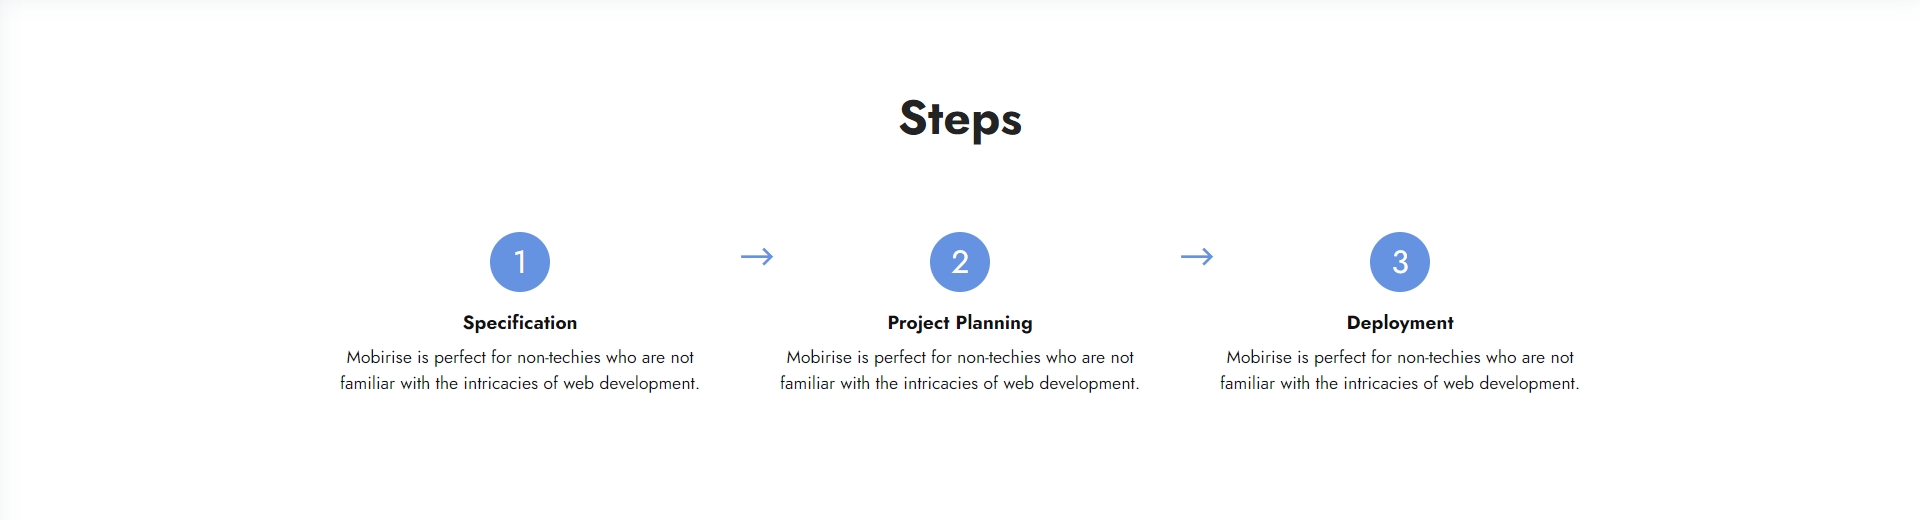 Steps
1 → 2 → 3
Specification
Mobirise is perfect for non-techies who are not
familiar with the intricacies of web development.
Project Planning
Mobirise is perfect for non-techies who are not
familiar with the intricacies of web development.
Deployment
Mobirise is perfect for non-techies who are not
familiar with the intricacies of web development.